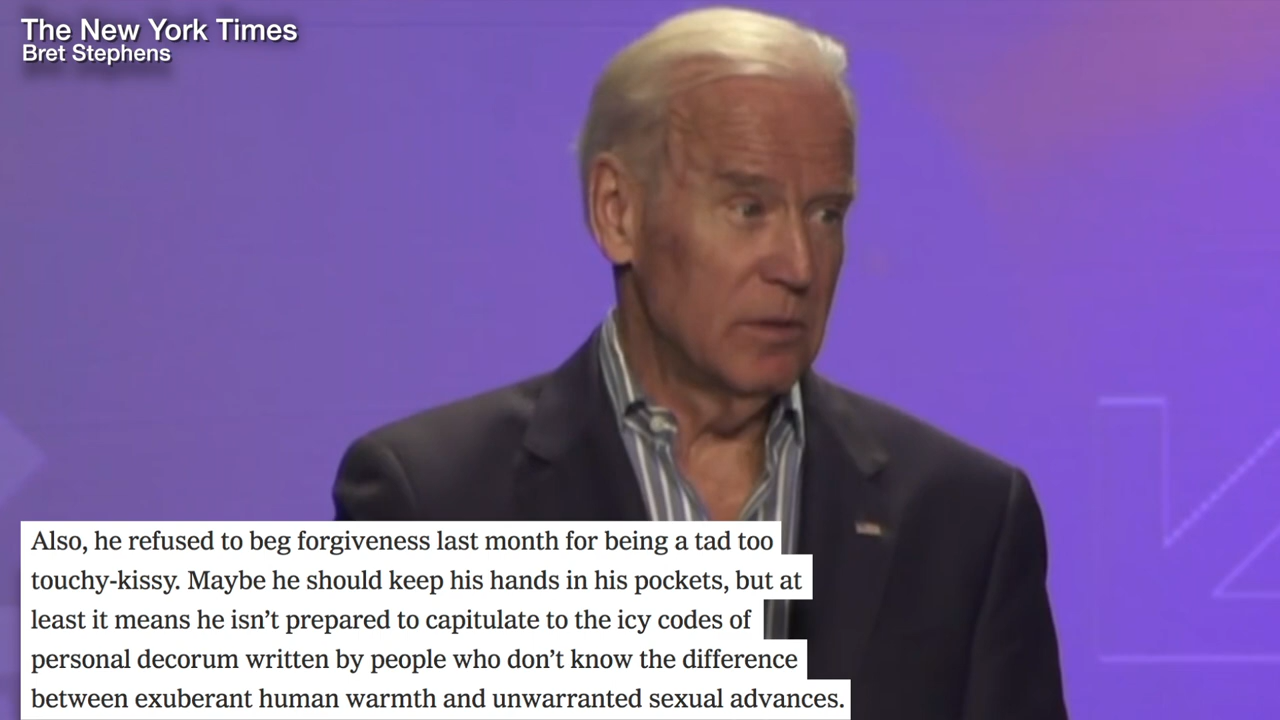 The New York Times
Bret Stephens
Also, he refused to beg forgiveness last month for being a tad too
touchy-kissy. Maybe he should keep his hands in his pockets, but at
least it means he isn’t prepared to capitulate to the icy codes of
personal decorum written by people who don’t know the difference
between exuberant human warmth and unwarranted sexual advances.